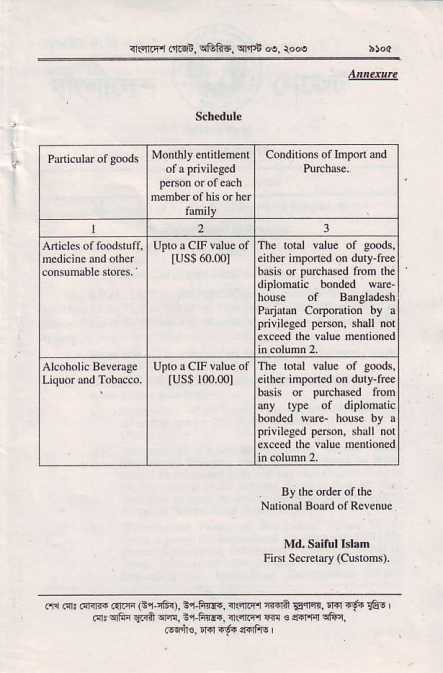 বাংলাদেশ গেজেট, অতিরিক্ত, আগস্ট ০৩, ২০০৩ ৯১০৫
Annexure
Schedule
Particular of goods
Monthly entitlement
of a privileged
person or of each
member of his or her
family
Conditions of Import and
Purchase.
1 2 3
Articles of foodstuff,
medicine and other
consumable stores.
Upto a CIF value of
[US$ 60.00]
The total value of goods,
either imported on duty-free
basis or purchased from the
diplomatic bonded ware-
house of Bangladesh
Parjatan Corporation by a
privileged person, shall not
exceed the value mentioned
in column 2.
Alcoholic Beverage
Liquor and Tobacco.
Upto a CIF value of
[US$ 100.00]
The total value of goods,
either imported on duty-free
basis or purchased from
any type of diplomatic
bonded ware- house by a
privileged person, shall not
exceed the value mentioned
in column 2.
By the order of the
National Board of Revenue
Md. Saiful Islam
First Secretary (Customs).
শেখ মোঃ মোবারক হোসেন (উপ-সচিব), উপ-নিয়ন্ত্রক, বাংলাদেশ সরকারী মুদ্রণালয়, ঢাকা কর্তৃক মুদ্রিত।
মোঃ আমিন জুবেরী আলম, উপ-নিয়ন্ত্রক, বাংলাদেশ ফরম ও প্রকাশনা অফিস,
তেজগাঁও, ঢাকা কর্তৃক প্রকাশিত।